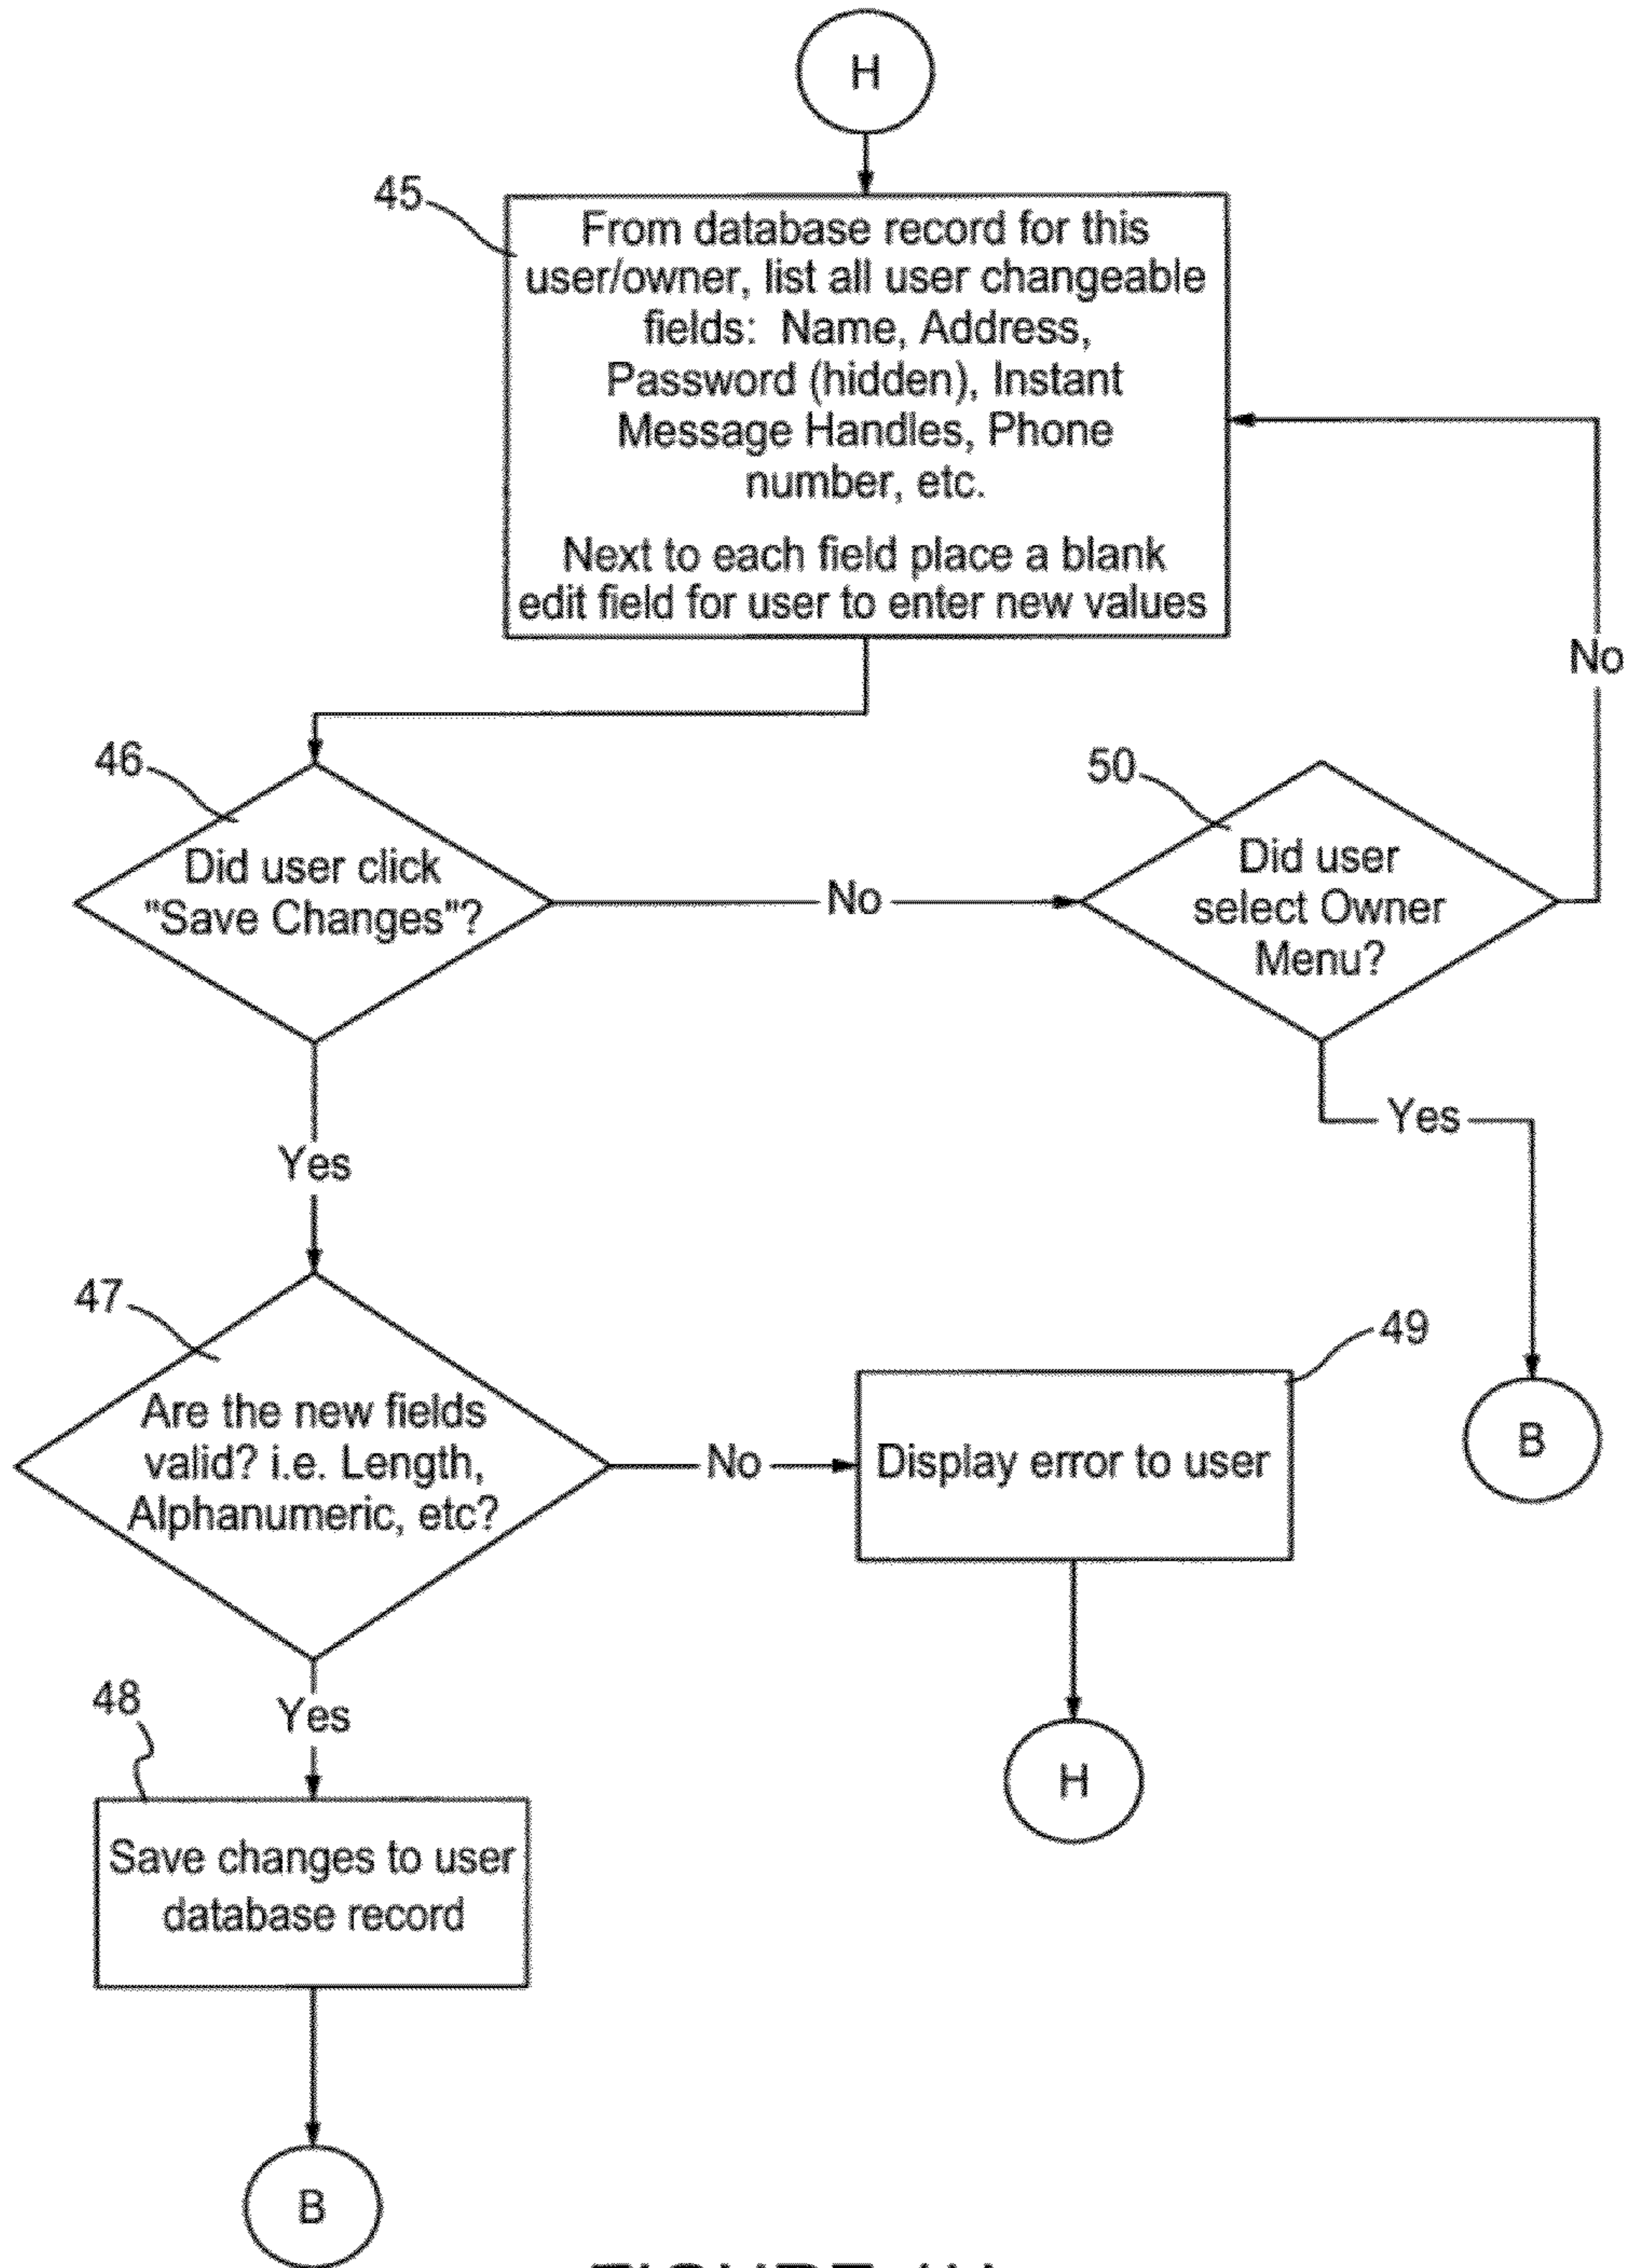 H
45
From database record for this
user/owner, list all user changeable
fields: Name, Address,
Password (hidden), Instant
Message Handles, Phone
number, etc.
Next to each field place a blank
edit field for user to enter new values
No
46
Did user click
"Save Changes"?
No
50
Did user
select Owner
Menu?
Yes
Yes
B
47
Are the new fields
valid? i.e. Length,
Alphanumeric, etc?
No
49
Display error to user
H
48
Yes
Save changes to user
database record
B